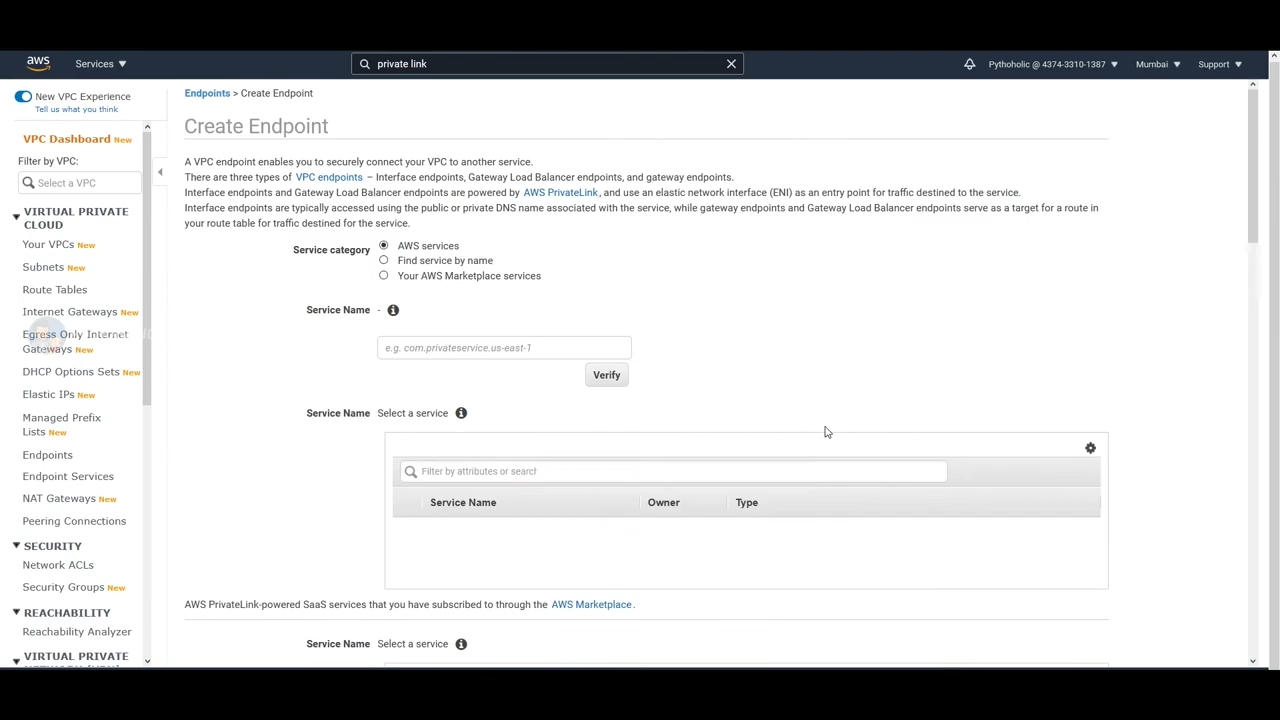 aws
Services
private link
Pythoholic @ 4374-3310-1387
Mumbai
Support
New VPC Experience
Tell us what you think
VPC Dashboard New
Filter by VPC:
Select a VPC
VIRTUAL PRIVATE
CLOUD
Your VPCs New
Subnets New
Route Tables
Internet Gateways New
Egress Only Internet
Gateways New
DHCP Options Sets New
Elastic IPs New
Managed Prefix
Lists New
Endpoints
Endpoint Services
NAT Gateways New
Peering Connections
SECURITY
Network ACLs
Security Groups New
REACHABILITY
Reachability Analyzer
VIRTUAL PRIVATE
Endpoints > Create Endpoint
Create Endpoint
A VPC endpoint enables you to securely connect your VPC to another service.
There are three types of VPC endpoints – Interface endpoints, Gateway Load Balancer endpoints, and gateway endpoints.
Interface endpoints and Gateway Load Balancer endpoints are powered by AWS PrivateLink, and use an elastic network interface (ENI) as an entry point for traffic destined to the service.
Interface endpoints are typically accessed using the public or private DNS name associated with the service, while gateway endpoints and Gateway Load Balancer endpoints serve as a target for a route in
your route table for traffic destined for the service.
Service category
AWS services
Find service by name
Your AWS Marketplace services
Service Name -
e.g. com.privateservice.us-east-1
Verify
Service Name Select a service
Filter by attributes or search
Service Name Owner Type
AWS PrivateLink-powered SaaS services that you have subscribed to through the AWS Marketplace.
Service Name Select a service